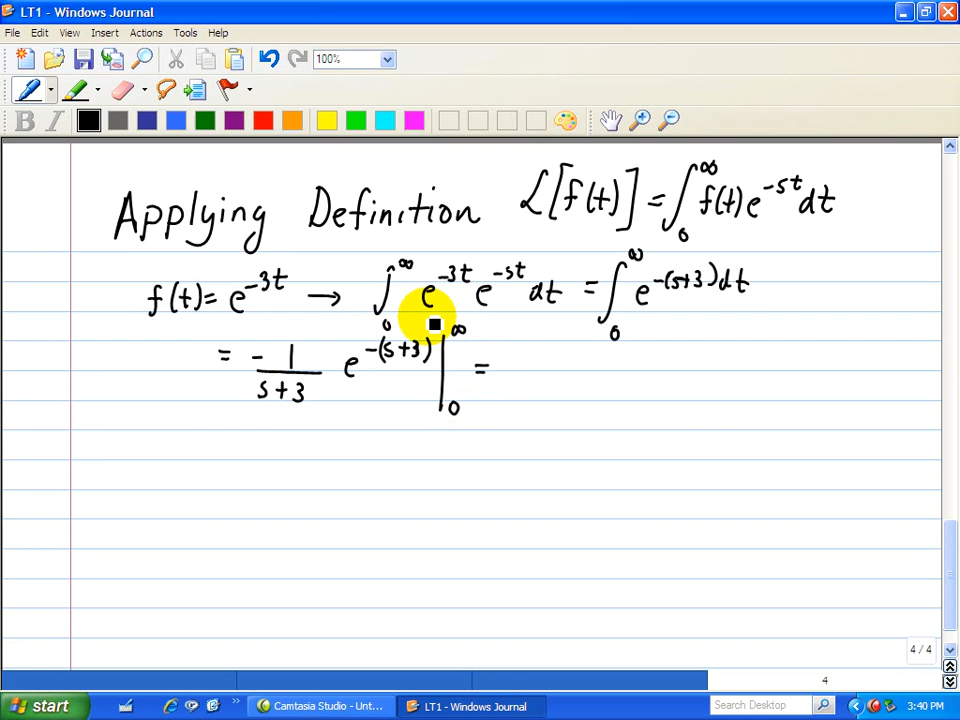 LT1 - Windows Journal
File Edit View Insert Actions Tools Help
100%
B I
Applying Definition ℒ[f(t)] = ∫₀^∞ f(t) e^{-st} dt
f(t) = e^{-3t} → ∫₀^∞ e^{-3t} e^{-st} dt = ∫₀^∞ e^{-(s+3)} dt
= - 1/(s+3) e^{-(s+3)} |₀^∞ =
4 / 4
4
start Camtasia Studio - Unt... LT1 - Windows Journal Search Desktop 3:40 PM